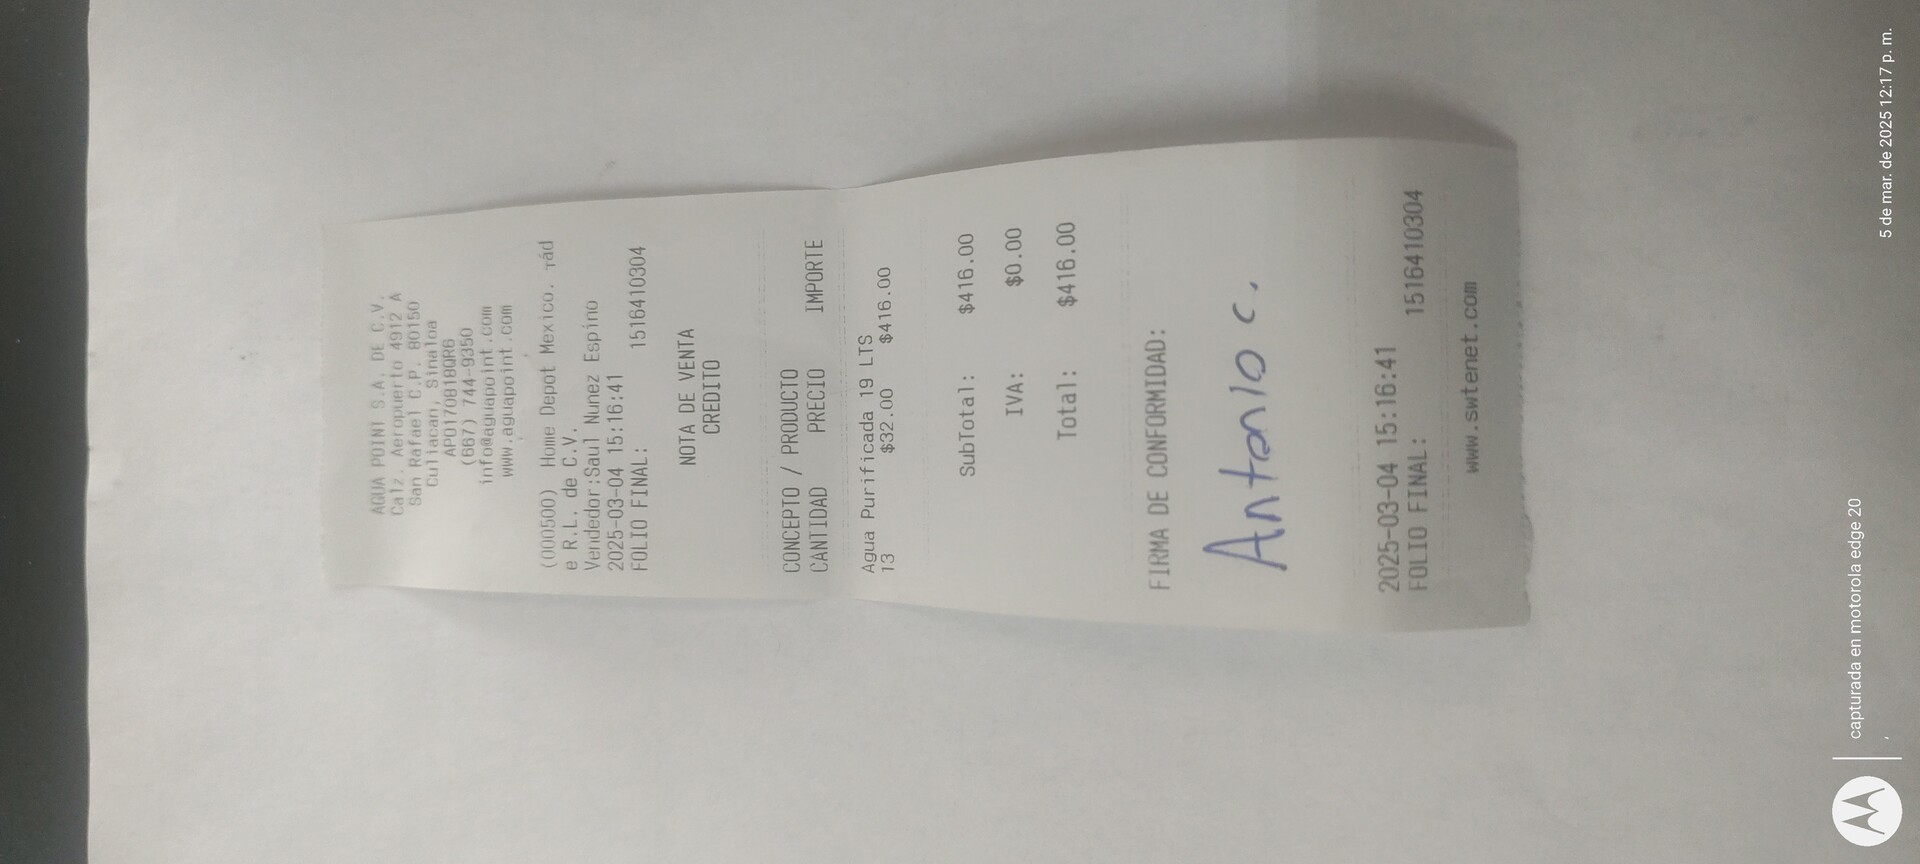 AGUA POINT S.A. DE C.V.
Calz. Aeropuerto 4912 A
San Rafael C.P. 80150
Culiacan, Sinaloa
APO170818QR6
(667) 744-9350
info@aguapoint.com
www.aguapoint.com
(000500) Home Depot Mexico. rád
e R.L. de C.V.
Vendedor:Saul Nunez Espino
2025-03-04 15:16:41
FOLIO FINAL: 1516410304
NOTA DE VENTA
CREDITO
CONCEPTO / PRODUCTO
CANTIDAD PRECIO IMPORTE
Agua Purificada 19 LTS
13 $32.00 $416.00
SubTotal: $416.00
IVA: $0.00
Total: $416.00
FIRMA DE CONFORMIDAD:
Antonio C.
2025-03-04 15:16:41
FOLIO FINAL: 1516410304
www.swtenet.com
capturada en motorola edge 20
,
5 de mar. de 2025 12:17 p. m.